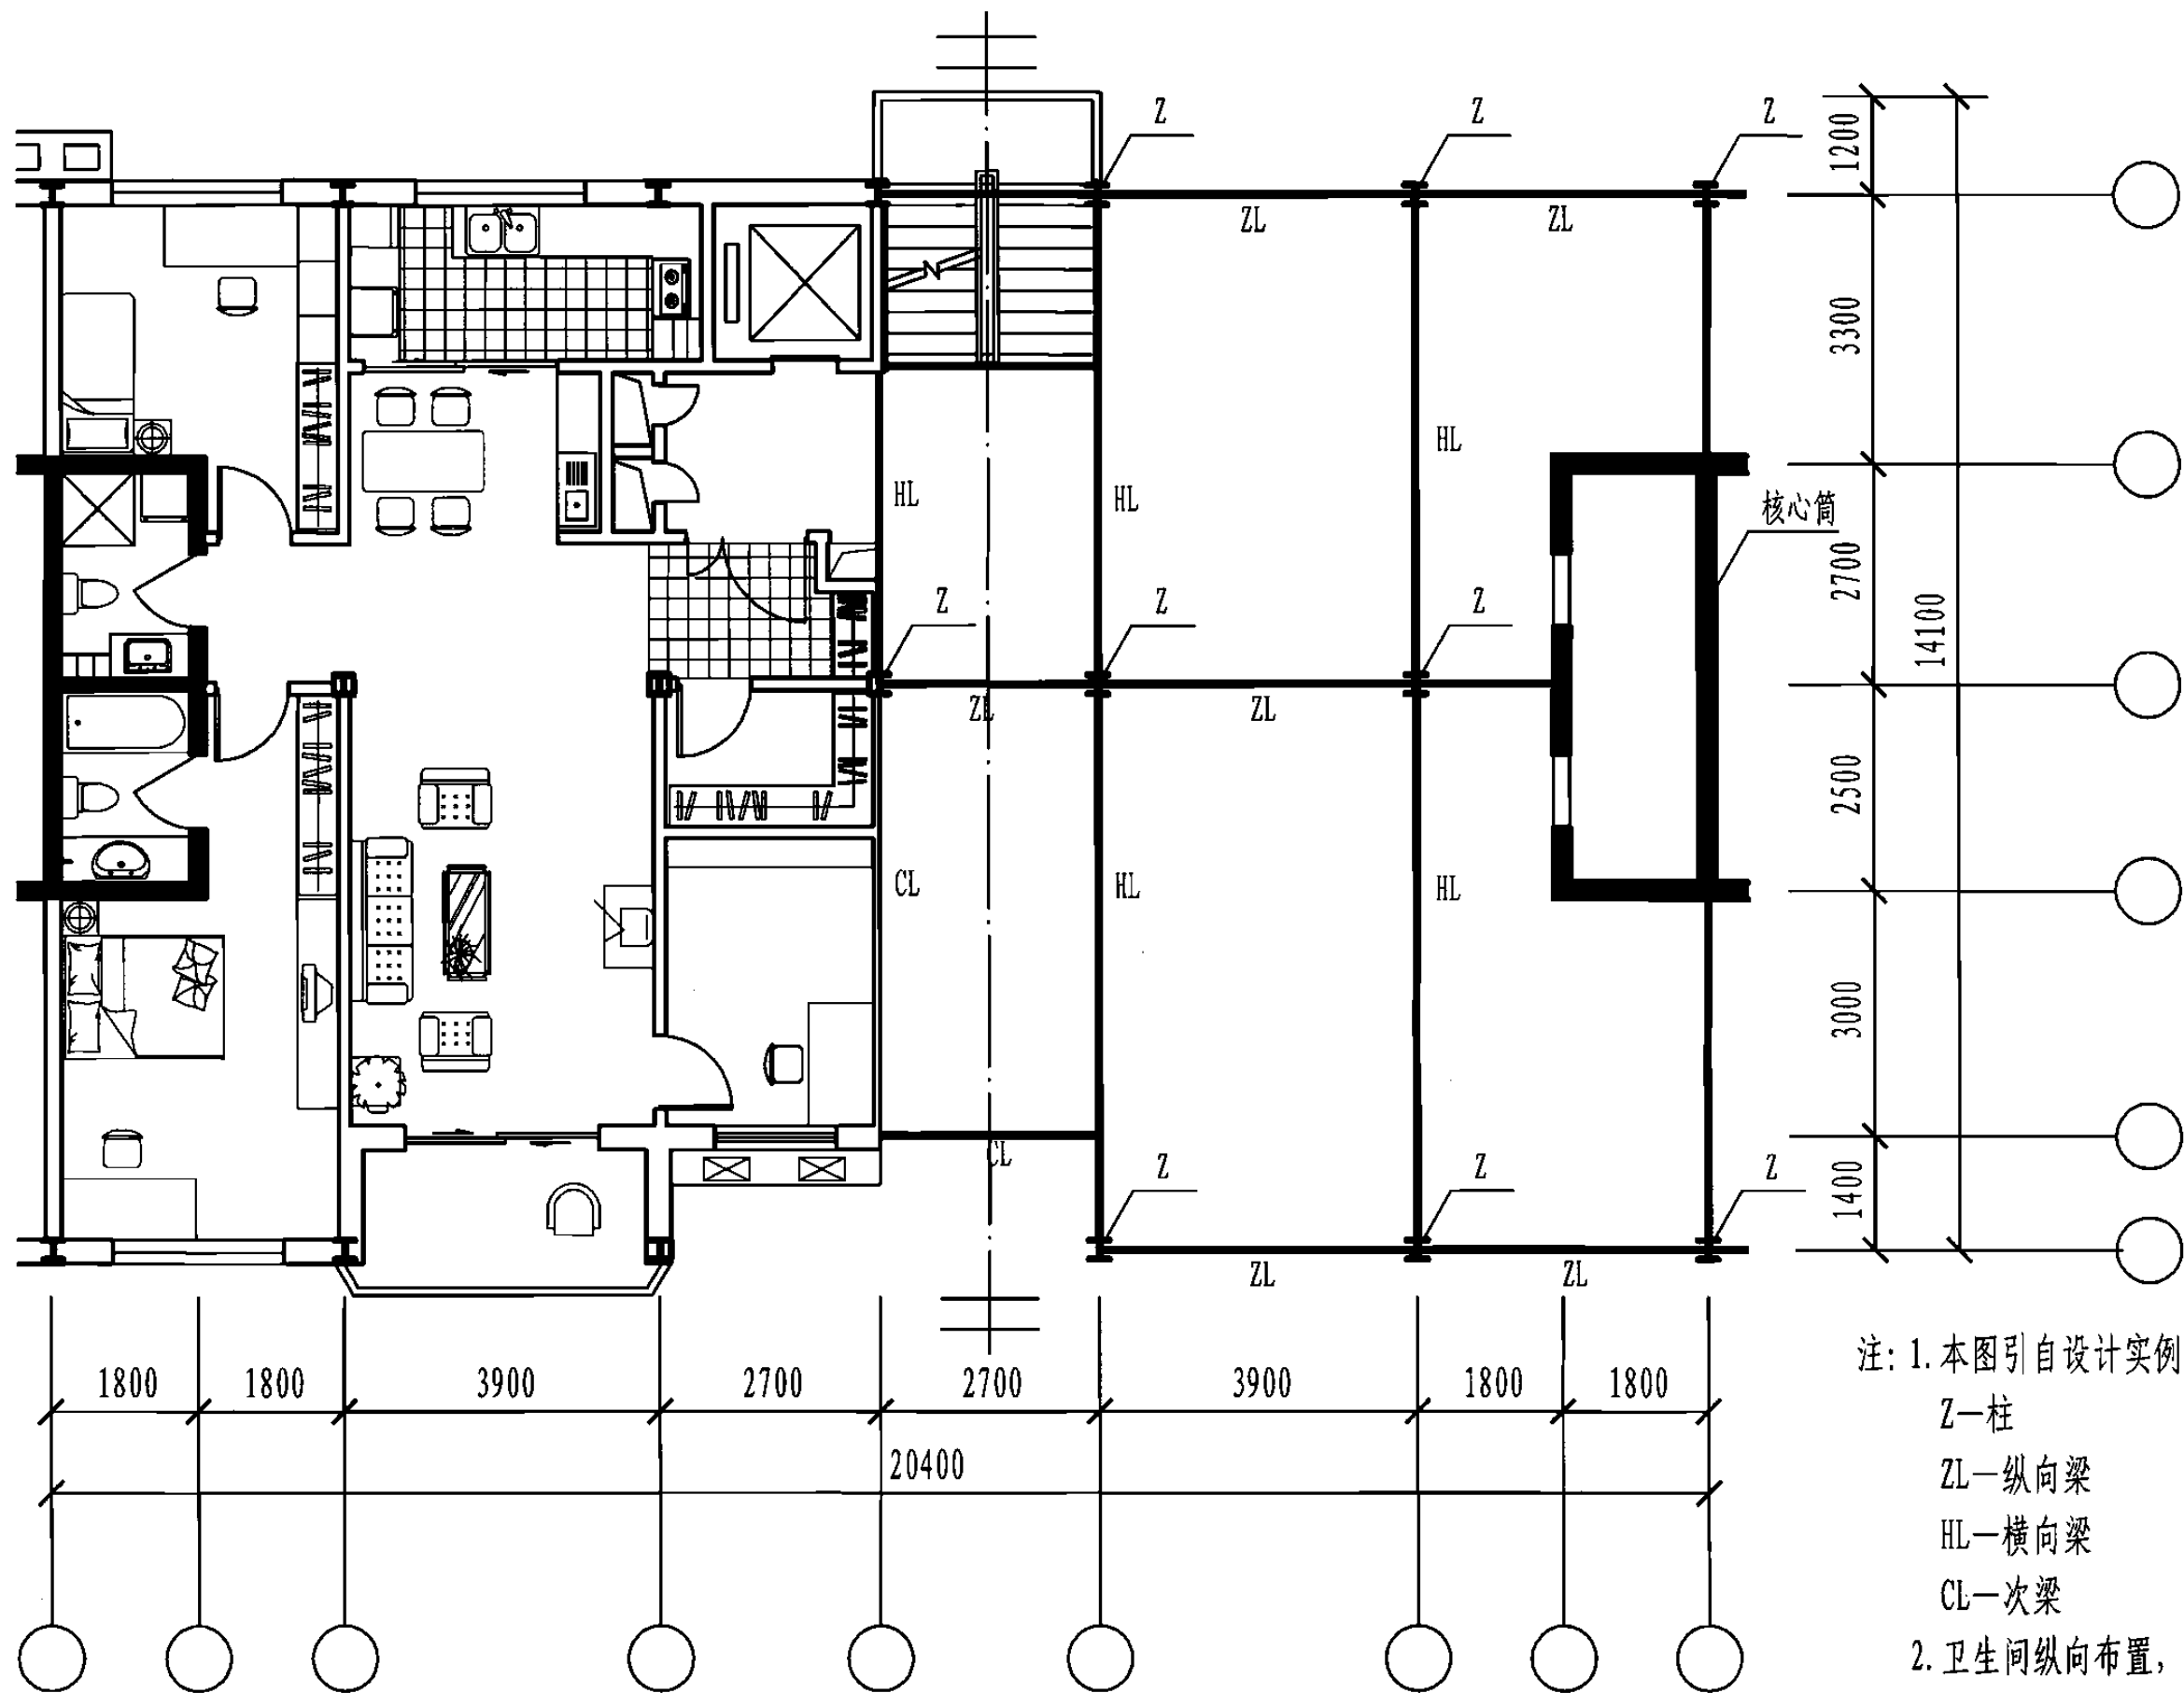 Z Z Z
1200
ZL ZL
3300
HL
HL HL
核心筒
2700
Z Z Z
14100
ZL ZL
2500
CL HL HL
3000
CL Z Z Z
1400
ZL ZL
1800 1800 3900 2700 2700 3900 1800 1800
20400
注: 1. 本图引自设计实例
Z—柱
ZL—纵向梁
HL—横向梁
CL—次梁
2. 卫生间纵向布置,